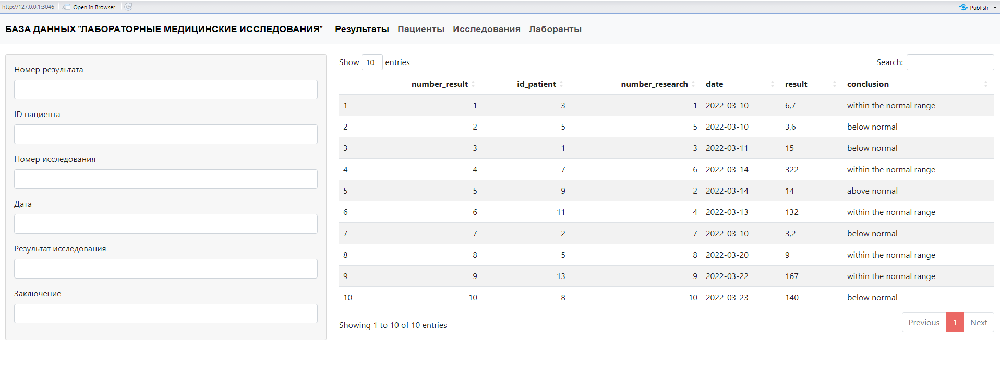 http://127.0.0.1:3046 Open in Browser Publish
БАЗА ДАННЫХ "ЛАБОРАТОРНЫЕ МЕДИЦИНСКИЕ ИССЛЕДОВАНИЯ" Результаты Пациенты Исследования Лаборанты
Номер результата
ID пациента
Номер исследования
Дата
Результат исследования
Заключение
Show 10 entries Search:
number_result id_patient number_research date result conclusion
1 1 3 1 2022-03-10 6,7 within the normal range
2 2 5 5 2022-03-10 3,6 below normal
3 3 1 3 2022-03-11 15 below normal
4 4 7 6 2022-03-14 322 within the normal range
5 5 9 2 2022-03-14 14 above normal
6 6 11 4 2022-03-13 132 within the normal range
7 7 2 7 2022-03-10 3,2 below normal
8 8 5 8 2022-03-20 9 within the normal range
9 9 13 9 2022-03-22 167 within the normal range
10 10 8 10 2022-03-23 140 below normal
Showing 1 to 10 of 10 entries Previous 1 Next